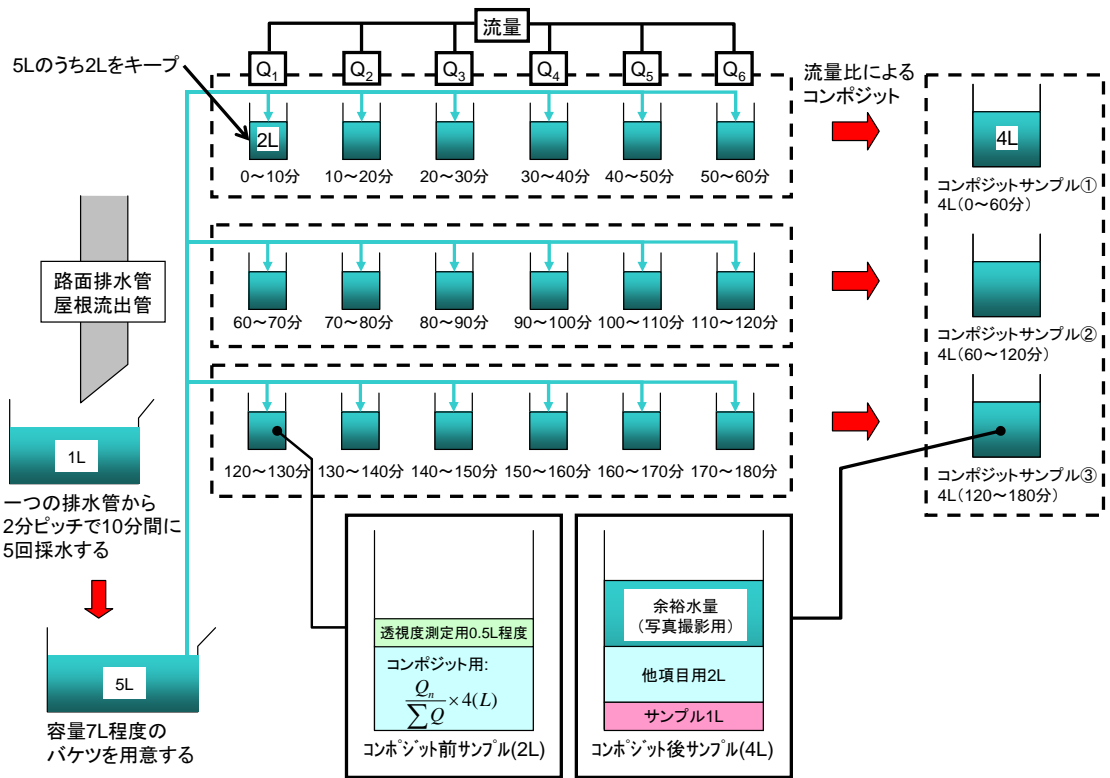 流量
Q1 Q2 Q3 Q4 Q5 Q6
5Lのうち2Lをキープ
2L
0～10分 10～20分 20～30分 30～40分 40～50分 50～60分
流量比による
コンポジット
4L
コンポジットサンプル①
4L(0～60分)
路面排水管
屋根流出管
60～70分 70～80分 80～90分 90～100分 100～110分 110～120分
コンポジットサンプル②
4L(60～120分)
120～130分 130～140分 140～150分 150～160分 160～170分 170～180分
コンポジットサンプル③
4L(120～180分)
1L
一つの排水管から
2分ピッチで10分間に
5回採水する
5L
容量7L程度の
バケツを用意する
透視度測定用0.5L程度
コンポジット用:
Qn/∑Q×4(L)
コンポジット前サンプル(2L)
余裕水量
(写真撮影用)
他項目用2L
サンプル1L
コンポジット後サンプル(4L)